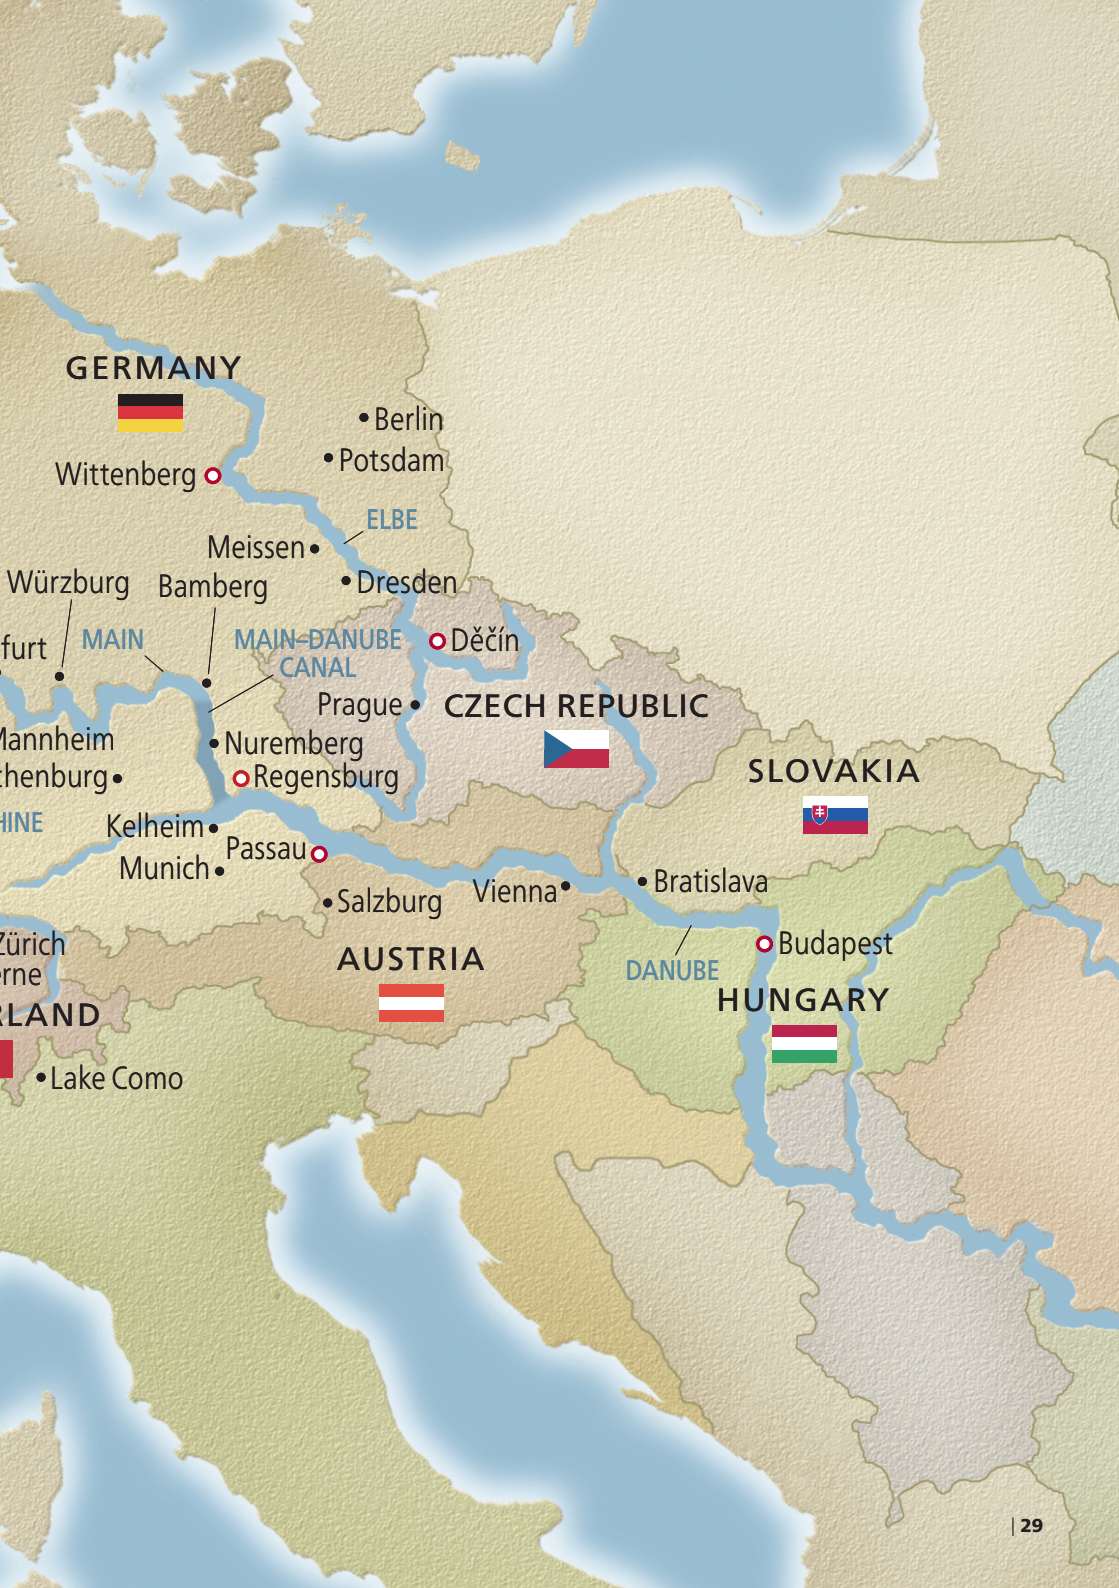 GERMANY
Berlin
Potsdam
Wittenberg
ELBE
Meissen
Würzburg
Bamberg
Dresden
furt
MAIN
MAIN–DANUBE
CANAL
Děčín
Prague
CZECH REPUBLIC
Mannheim
Nuremberg
chenburg
Regensburg
SLOVAKIA
HINE
Kelheim
Passau
Munich
Salzburg
Vienna
Bratislava
Zürich
erne
AUSTRIA
Budapest
DANUBE
HUNGARY
RLAND
Lake Como
| 29